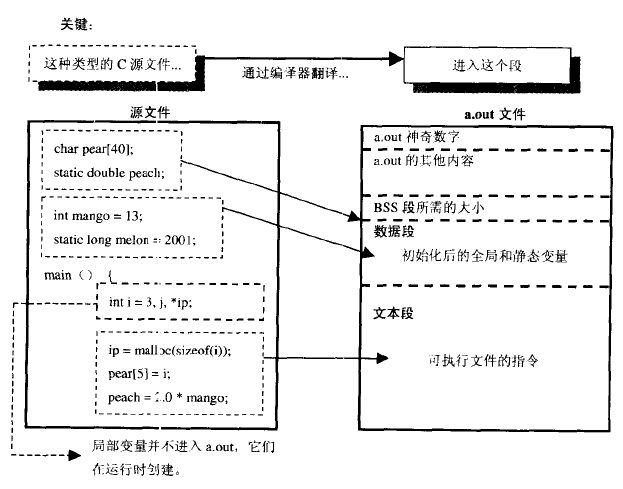 关键：
这种类型的 C 源文件...
通过编译器翻译...
进入这个段
源文件
char pear[40];
static double peach;
int mango = 13;
static long melon = 2001;
main（） {
int i = 3, j, *ip;
ip = malloc(sizeof(i));
pear[5] = i;
peach = 2.0 * mango;
局部变量并不进入 a.out，它们
在运行时创建。
a.out 文件
a.out 神奇数字
a.out 的其他内容
BSS 段所需的大小
数据段
初始化后的全局和静态变量
文本段
可执行文件的指令